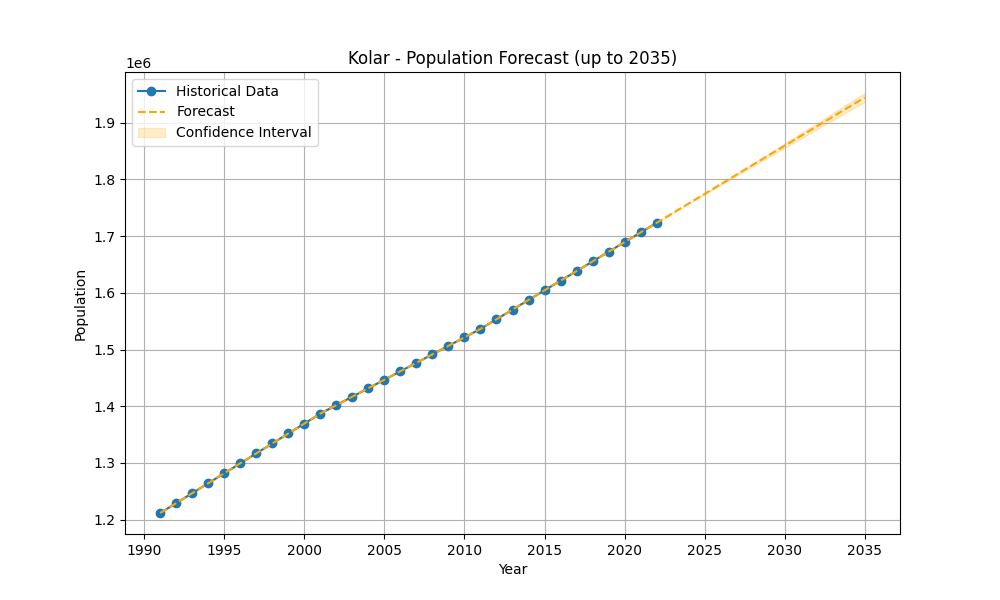 Kolar - Population Forecast (up to 2035)
1e6
Historical Data
Forecast
Confidence Interval
1.9
1.8
1.7
1.6
1.5
1.4
1.3
1.2
Population
1990 1995 2000 2005 2010 2015 2020 2025 2030 2035
Year